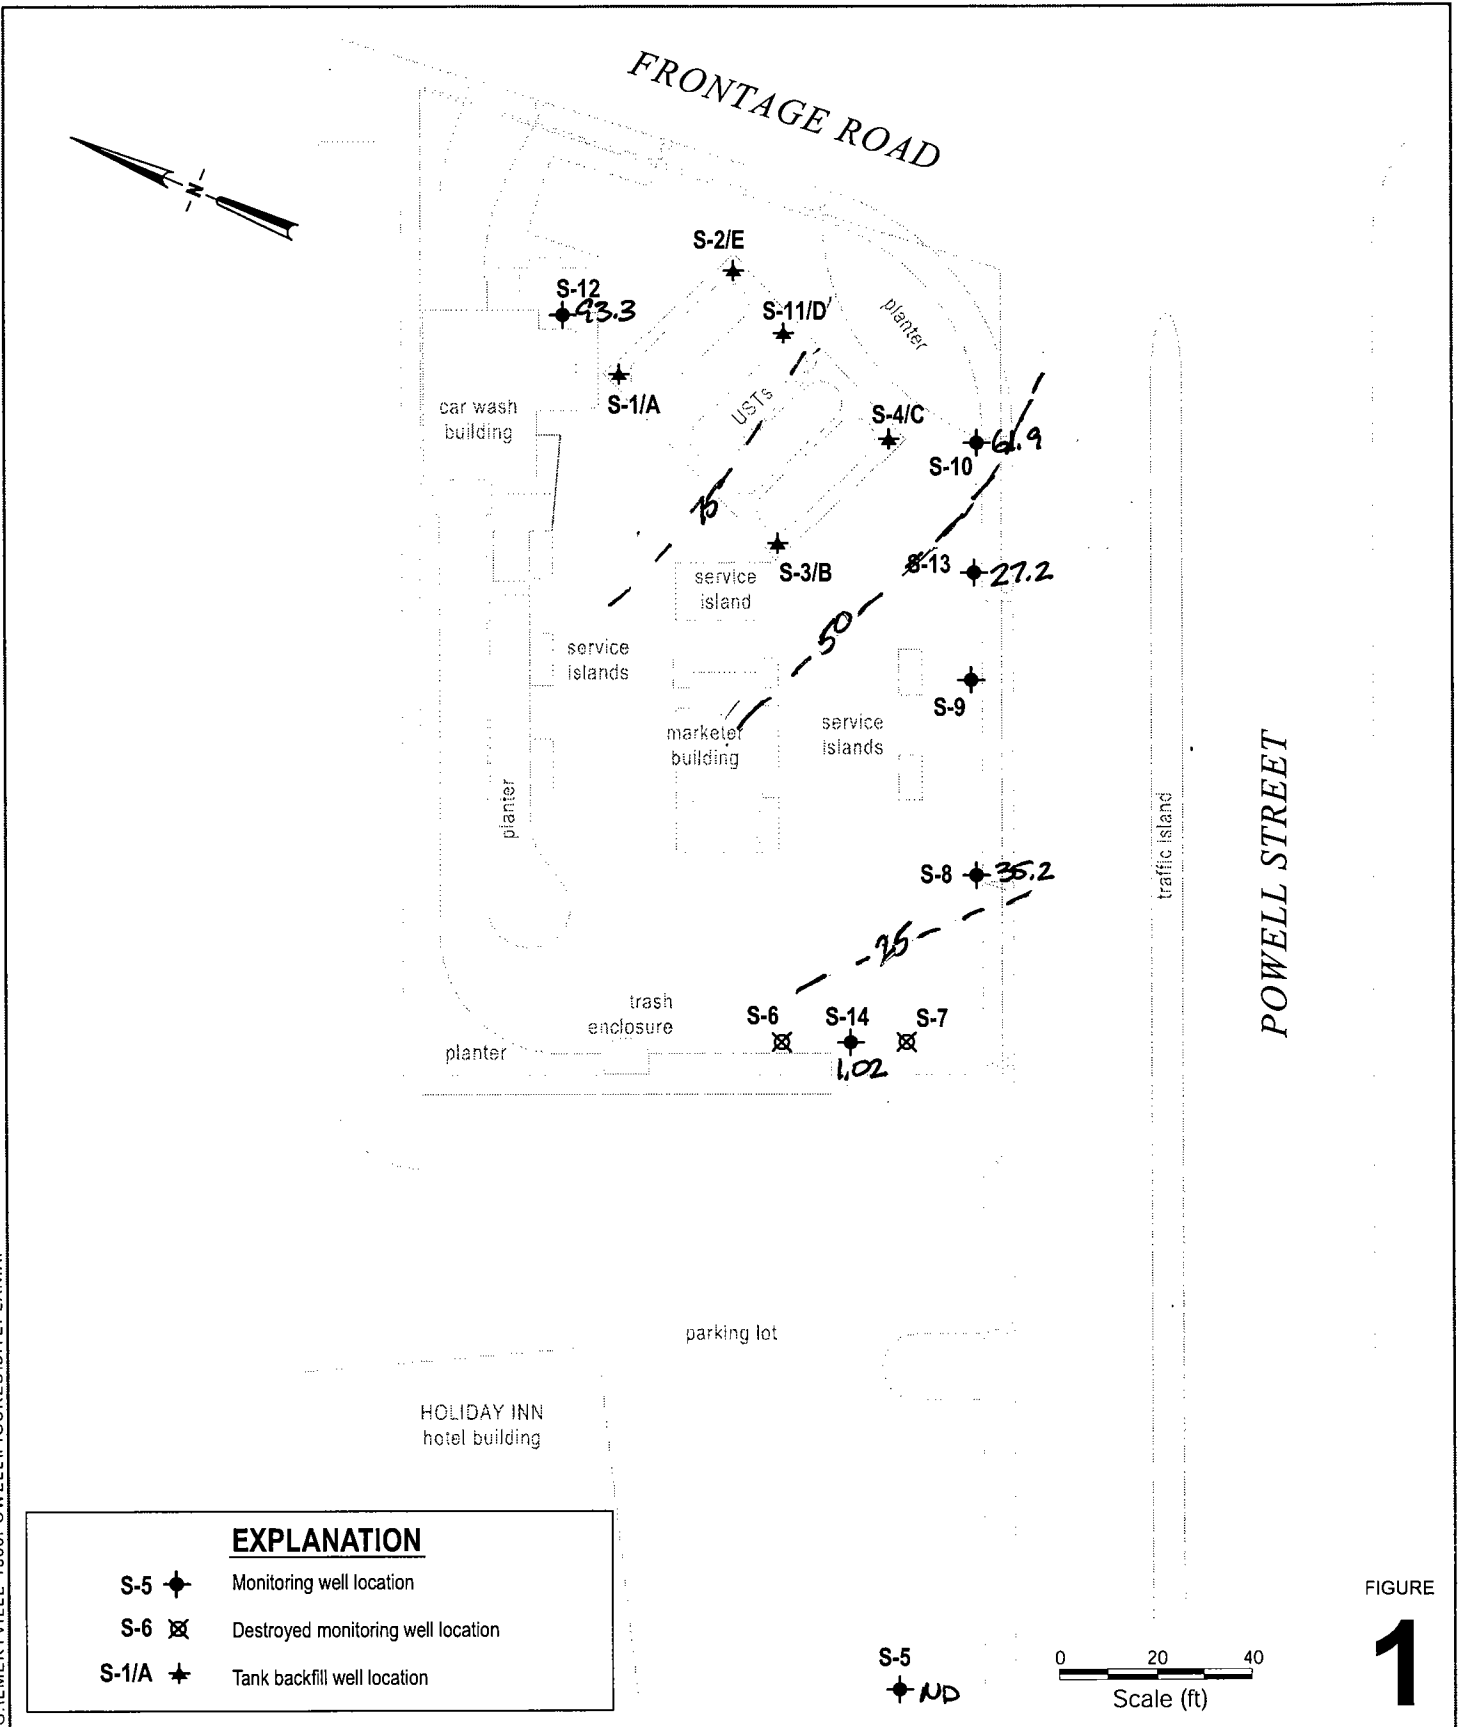 FRONTAGE ROAD
-N-
S-2/E
S-12
93.3
S-11/D
planter
S-1/A
car wash
building
USTs
S-4/C
61.9
S-10
75
S-13
27.2
S-3/B
service
island
50
service
islands
S-9
marketer
building
service
islands
planter
traffic island
POWELL STREET
S-8
35.2
25
trash
enclosure
S-6
S-14
S-7
planter
1.02
parking lot
HOLIDAY INN
hotel building
EXPLANATION
S-5 Monitoring well location
S-6 Destroyed monitoring well location
S-1/A Tank backfill well location
S-5
ND
0 20 40
Scale (ft)
FIGURE
1